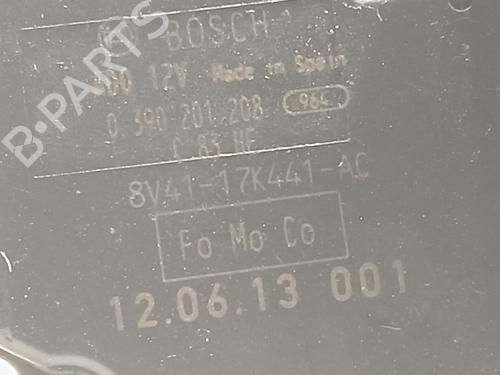 BOSCH
12V Made in Spain
0 390 201 208 964
8V41-17K441-AC
Fo Mo Co
12.06.13 001
B-PARTS